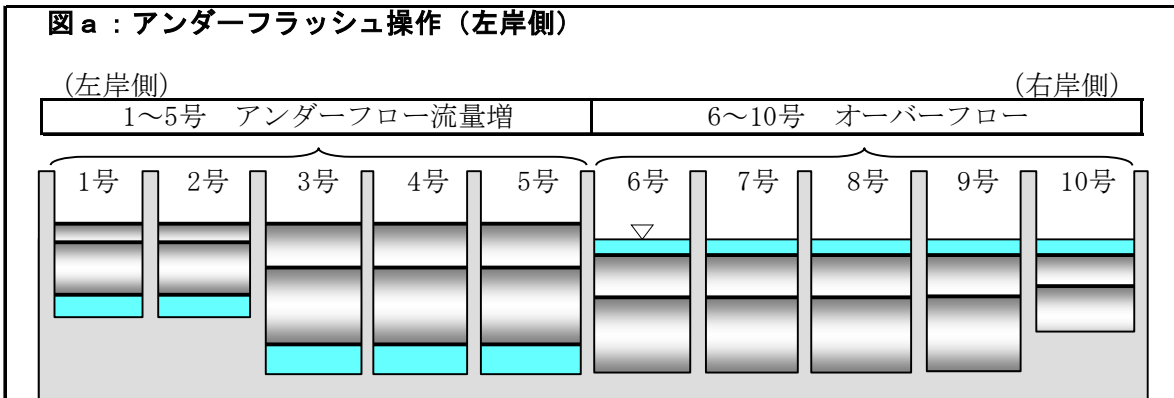 図a：アンダーフラッシュ操作（左岸側）
(左岸側) (右岸側)
1～5号　アンダーフロー流量増 6～10号　オーバーフロー
1号 2号 3号 4号 5号 6号 7号 8号 9号 10号